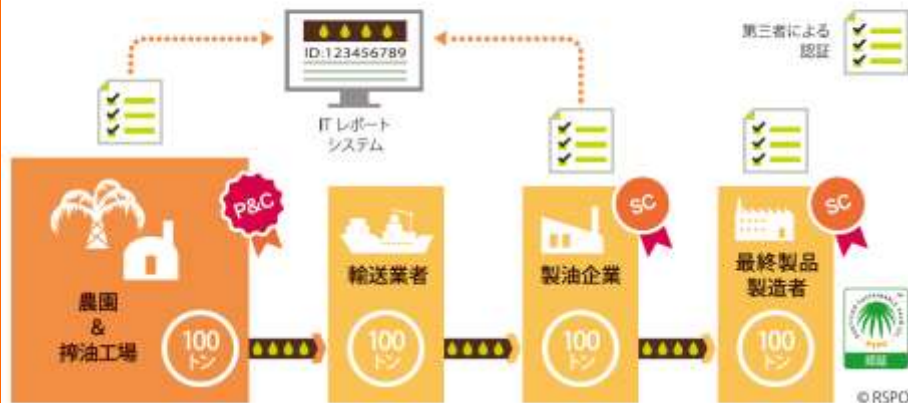 ID:123456789
IT レポート
システム
第三者による
認証
P&C
農園
&
搾油工場
100
トン
輸送業者
100
トン
SC
製油企業
100
トン
SC
最終製品
製造者
100
トン
RSPO
認証
© RSPO